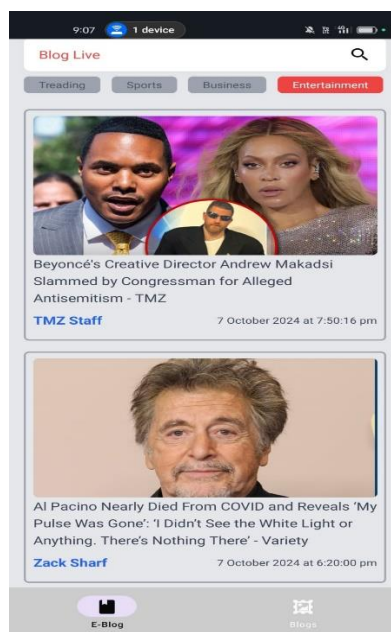 9:07 1 device
Blog Live
Treading Sports Business Entertainment
Beyoncé's Creative Director Andrew Makadsi
Slammed by Congressman for Alleged
Antisemitism - TMZ
TMZ Staff 7 October 2024 at 7:50:16 pm
Al Pacino Nearly Died From COVID and Reveals ‘My
Pulse Was Gone’: ‘I Didn’t See the White Light or
Anything. There’s Nothing There’ - Variety
Zack Sharf 7 October 2024 at 6:20:00 pm
E-Blog Blogs